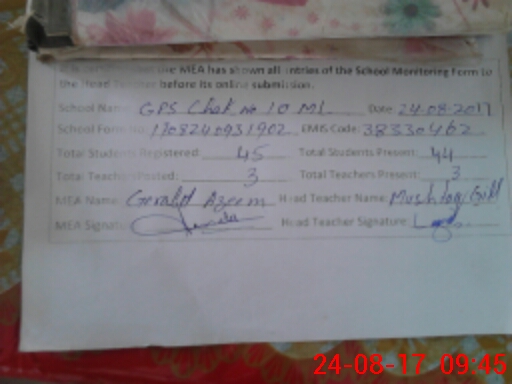 MEA has shown all entries of the School Monitoring form to
the Head Teacher before its online submission.
School Name: GPS Chak no 10 ML Date: 24-08-2017
School Form No: 1708240931902 EMIS Code: 38330462
Total Students Registered: 45 Total Students Present: 44
Total Teachers Posted: 3 Total Teachers Present: 3
MEA Name: Gerald Azeem Head Teacher Name: Mushtaq Gill
MEA Signature: Head Teacher Signature:
24-08-17 09:45